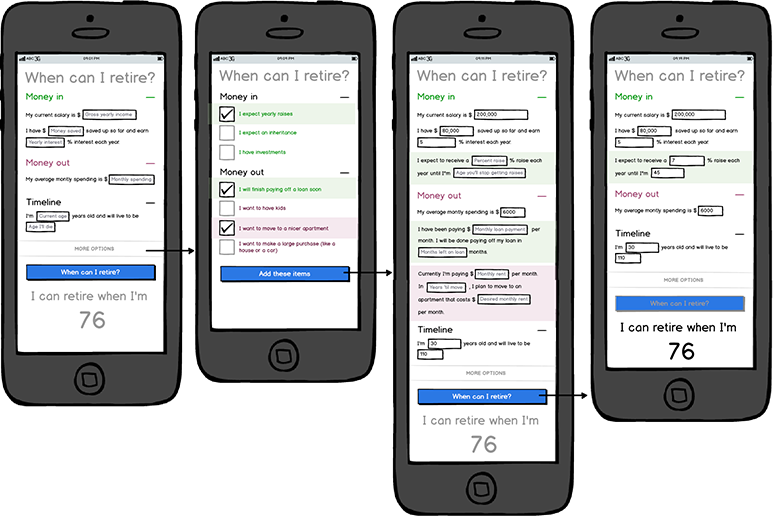 ABC 3G 09:01 PM
When can I retire?
Money in
My current salary is $ Gross yearly income
I have $ Money saved saved up so far and earn
Yearly interest % interest each year.
Money out
My average montly spending is $ Monthly spending
Timeline
I'm Current age years old and will live to be
Age I'll die
MORE OPTIONS
When can I retire?
I can retire when I'm
76
ABC 3G 09:09 PM
When can I retire?
Money in
I expect yearly raises
I expect an inheritance
I have investments
Money out
I will finish paying off a loan soon
I want to have kids
I want to move to a nicer apartment
I want to make a large purchase (like a
house or a car)
Add these items
ABC 3G
When can I retire?
Money in
My current salary is $ 200,000
I have $ 80,000 saved up so far and earn
5 % interest each year.
I expect to receive a Percent raise % raise each
year until I'm Age you'll stop getting raises
Money out
My average montly spending is $ 6000
I have been paying $ Monthly loan payment per
month. I will be done paying off my loan in
Months left on loan months.
Currently I'm paying $ Monthly rent per month.
In Years 'til move , I plan to move to an
apartment that costs $ Desired monthly rent
per month.
Timeline
I'm 30 years old and will live to be
110
MORE OPTIONS
When can I retire?
I can retire when I'm
76
ABC 3G
When can I retire?
Money in
My current salary is $ 200,000
I have $ 80,000 saved up so far and earn
5 % interest each year.
I expect to receive a 7 % raise each
year until I'm 45
Money out
My average montly spending is $ 6000
Timeline
I'm 30 years old and will live to be
110
MORE OPTIONS
When can I retire?
I can retire when I'm
76